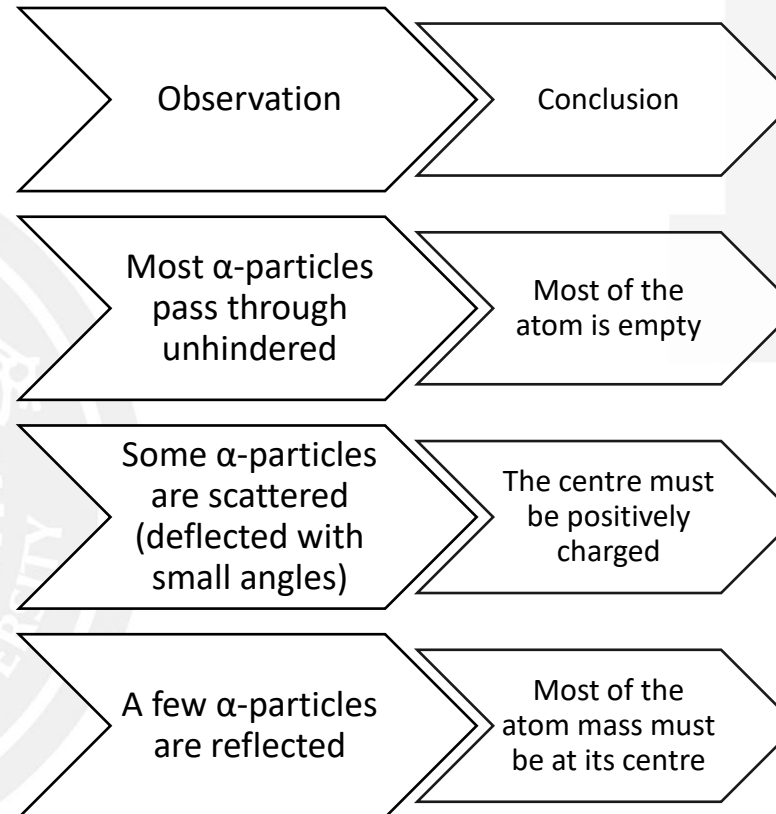 Observation
Conclusion
Most α-particles
pass through
unhindered
Most of the
atom is empty
Some α-particles
are scattered
(deflected with
small angles)
The centre must
be positively
charged
A few α-particles
are reflected
Most of the
atom mass must
be at its centre